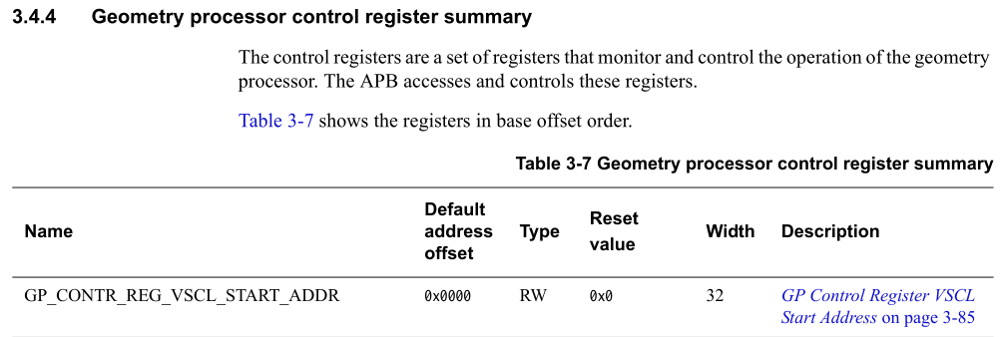 3.4.4 Geometry processor control register summary
The control registers are a set of registers that monitor and control the operation of the geometry
processor. The APB accesses and controls these registers.
Table 3-7 shows the registers in base offset order.
Table 3-7 Geometry processor control register summary
Name Default address offset Type Reset value Width Description
GP_CONTR_REG_VSCL_START_ADDR 0x0000 RW 0x0 32 GP Control Register VSCL
Start Address on page 3-85